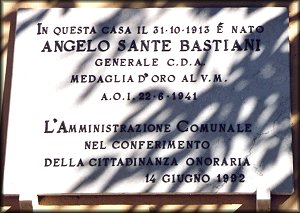 IN QUESTA CASA IL 31-10-1913 È NATO
ANGELO SANTE BASTIANI
GENERALE C.D.A.
MEDAGLIA D'ORO AL V.M.
A.O.I. 22-6-1941
L'AMMINISTRAZIONE COMUNALE
NEL CONFERIMENTO
DELLA CITTADINANZA ONORARIA
14 GIUGNO 1992